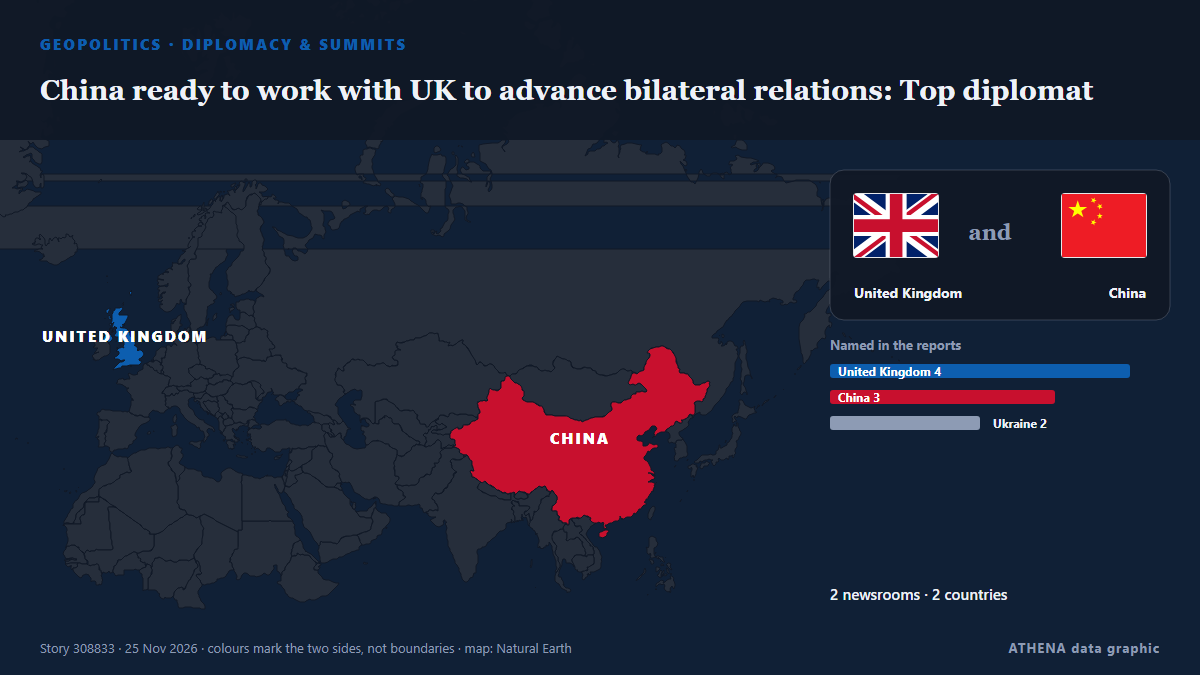 GEOPOLITICS · DIPLOMACY & SUMMITS
China ready to work with UK to advance bilateral relations: Top diplomat
UNITED KINGDOM
CHINA
and
United Kingdom
China
Named in the reports
United Kingdom 4
China 3
Ukraine 2
2 newsrooms · 2 countries
Story 308833 · 25 Nov 2026 · colours mark the two sides, not boundaries · map: Natural Earth
ATHENA data graphic